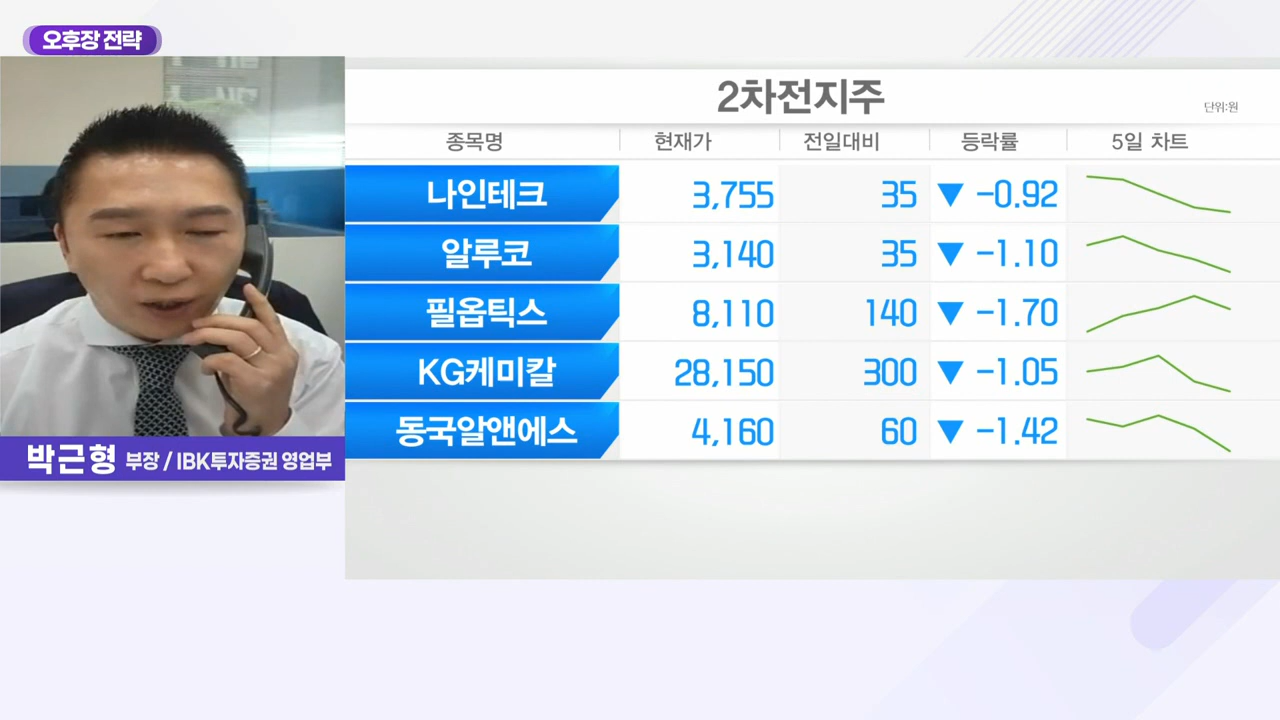 오후장 전략
2차전지주
단위:원
종목명 현재가 전일대비 등락률 5일 차트
나인테크 3,755 35 ▼ -0.92
알루코 3,140 35 ▼ -1.10
필옵틱스 8,110 140 ▼ -1.70
KG케미칼 28,150 300 ▼ -1.05
동국알앤에스 4,160 60 ▼ -1.42
박근형 부장 / IBK투자증권 영업부